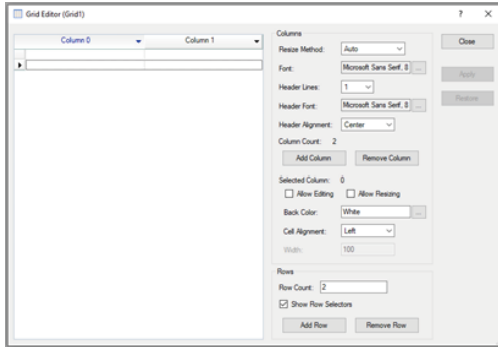 Grid Editor (Grid1)
? X
Column 0 Column 1
Columns
Resize Method: Auto
Font: Microsoft Sans Serif, 8 ...
Header Lines: 1
Header Font: Microsoft Sans Serif, 8 ...
Header Alignment: Center
Column Count: 2
Add Column Remove Column
Selected Column: 0
Allow Editing Allow Resizing
Back Color: White ...
Cell Alignment: Left
Width: 100
Rows
Row Count: 2
Show Row Selectors
Add Row Remove Row
Close
Apply
Restore